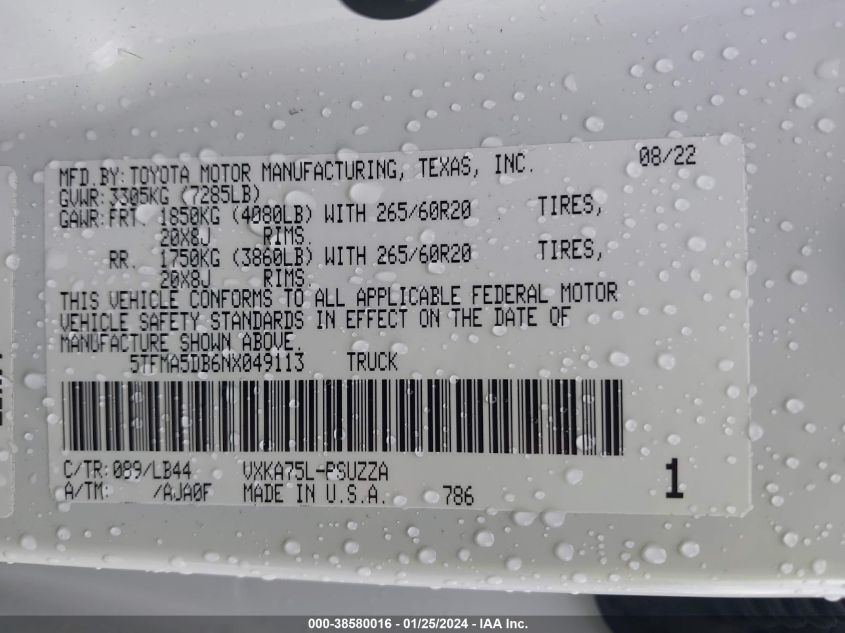 MFD.BY:TOYOTA MOTOR MANUFACTURING, TEXAS, INC. 08/22
GVWR:3305KG (7285LB)
GAWR:FRT. 1850KG (4080LB) WITH 265/60R20 TIRES,
20X8J RIMS.
RR. 1750KG (3860LB) WITH 265/60R20 TIRES,
20X8J RIMS.
THIS VEHICLE CONFORMS TO ALL APPLICABLE FEDERAL MOTOR
VEHICLE SAFETY STANDARDS IN EFFECT ON THE DATE OF
MANUFACTURE SHOWN ABOVE.
5TFMA5DB6NX049113 TRUCK
C/TR:089/LB44 VXKA75L-PSUZZA
A/TM: /AJA0F MADE IN U.S.A. 786 1
000-38580016 - 01/25/2024 - IAA Inc.